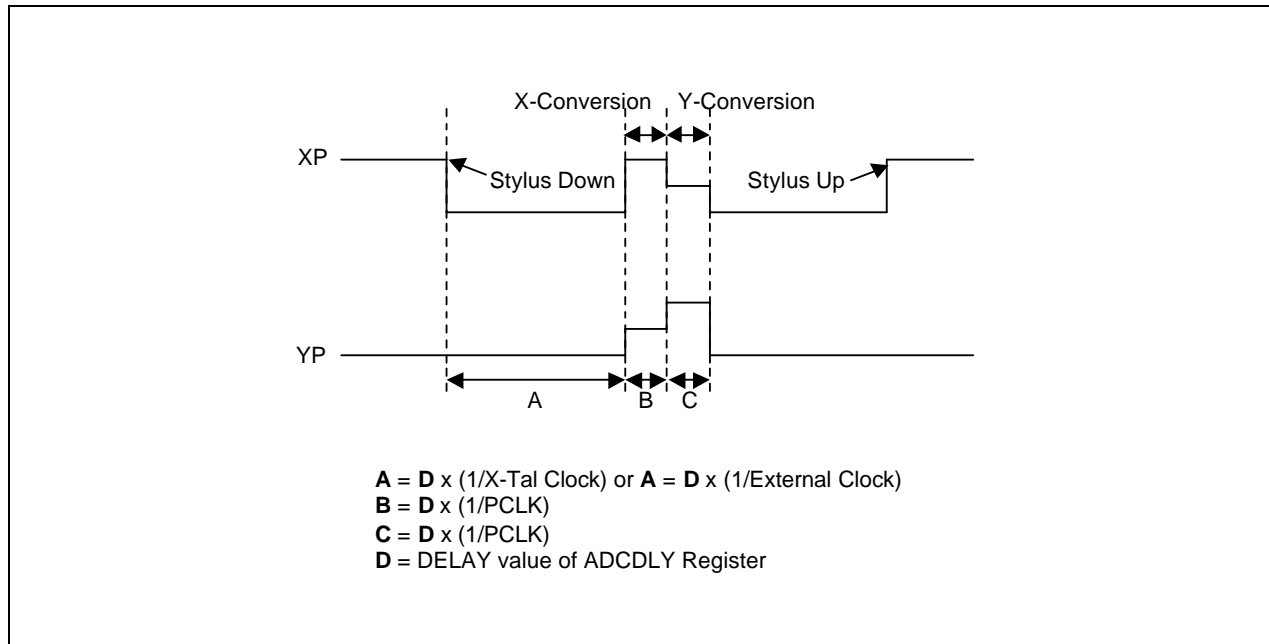 X-Conversion Y-Conversion
XP
Stylus Down
Stylus Up
YP
A
B
C
A = D x (1/X-Tal Clock) or A = D x (1/External Clock)
B = D x (1/PCLK)
C = D x (1/PCLK)
D = DELAY value of ADCDLY Register